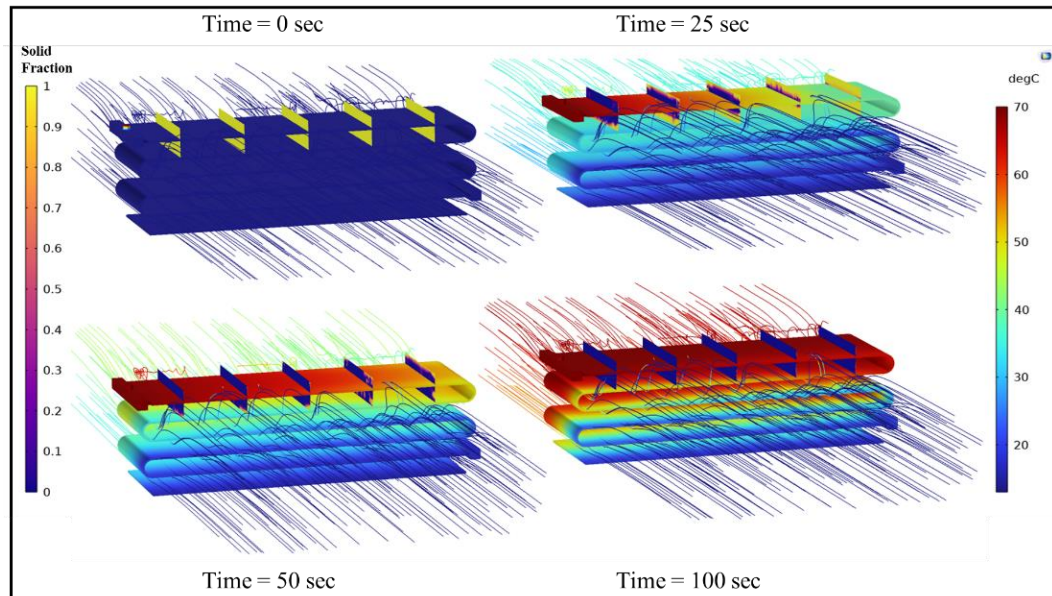 Time = 0 sec
Time = 25 sec
Solid
Fraction
1
0.9
0.8
0.7
0.6
0.5
0.4
0.3
0.2
0.1
0
degC
70
60
50
40
30
20
Time = 50 sec
Time = 100 sec